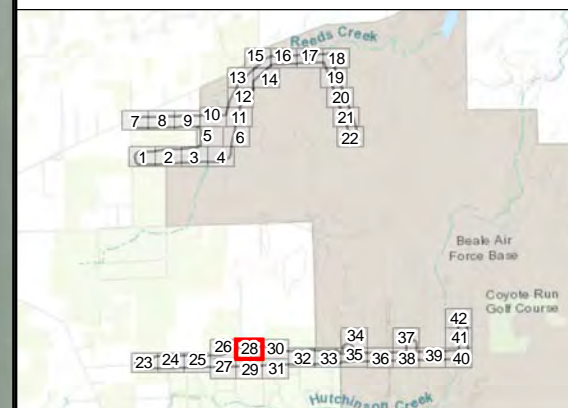 Reeds Creek
15 16 17 18
13 14 19
12 20
7 8 9 10 11 21
5 6 22
1 2 3 4
Beale Air
Force Base
Coyote Run
Golf Course
42
34 37 41
26 28 30
23 24 25 32 33 35 36 38 39 40
27 29 31
Hutchinson Creek